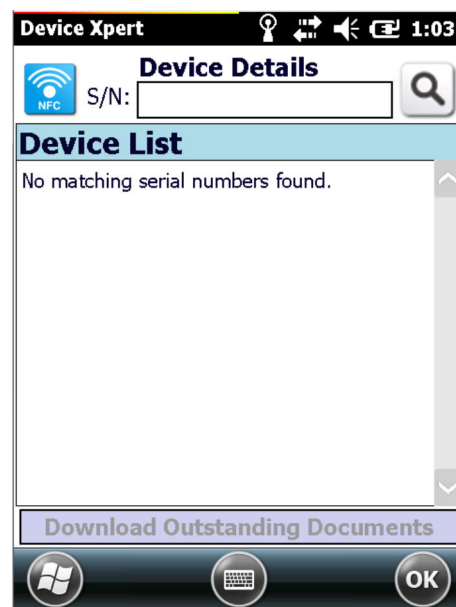 Device Xpert 1:03
Device Details
NFC S/N:
Device List
No matching serial numbers found.
Download Outstanding Documents
OK